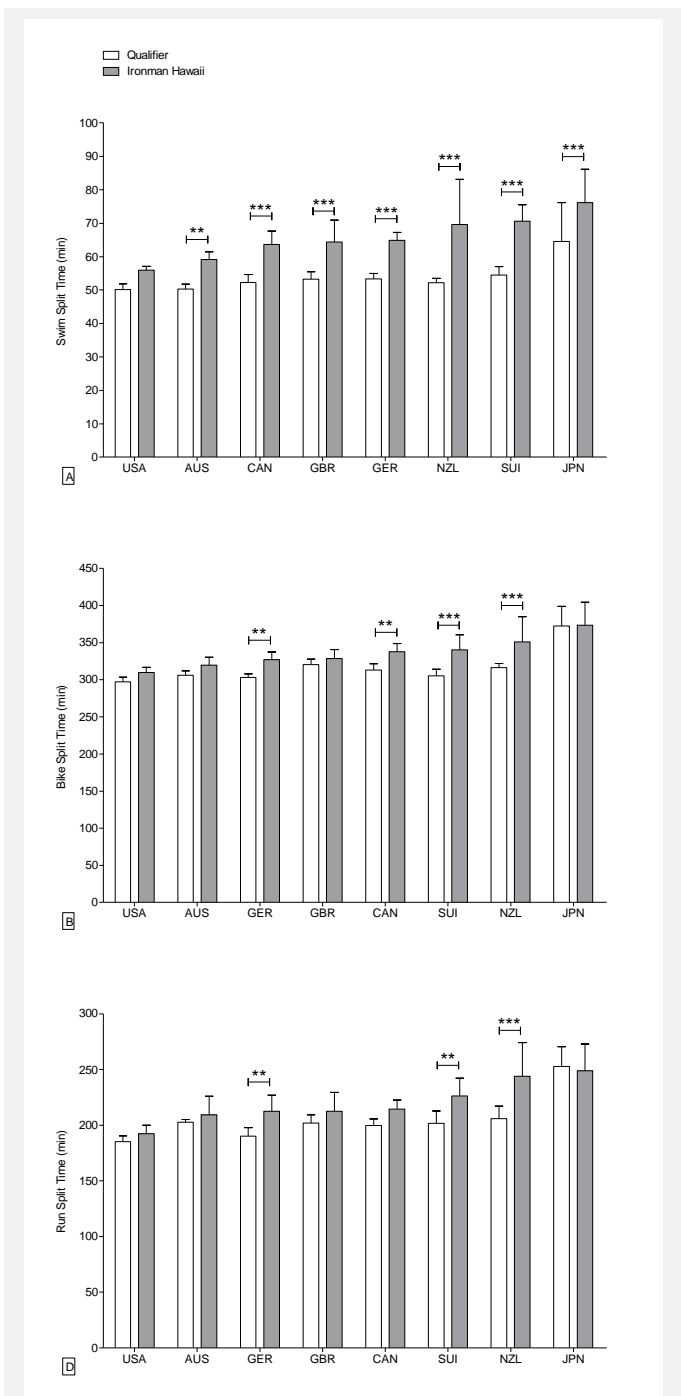 Qualifier
Ironman Hawaii
100
90
80
70
60
50
40
30
20
10
0
Swim Split Time (min)
** *** *** *** *** *** ***
USA AUS CAN GBR GER NZL SUI JPN
A
450
400
350
300
250
200
150
100
50
0
Bike Split Time (min)
** ** *** ***
USA AUS GER GBR CAN SUI NZL JPN
B
300
250
200
150
100
50
0
Run Split Time (min)
** ** ***
USA AUS GER GBR CAN SUI NZL JPN
D